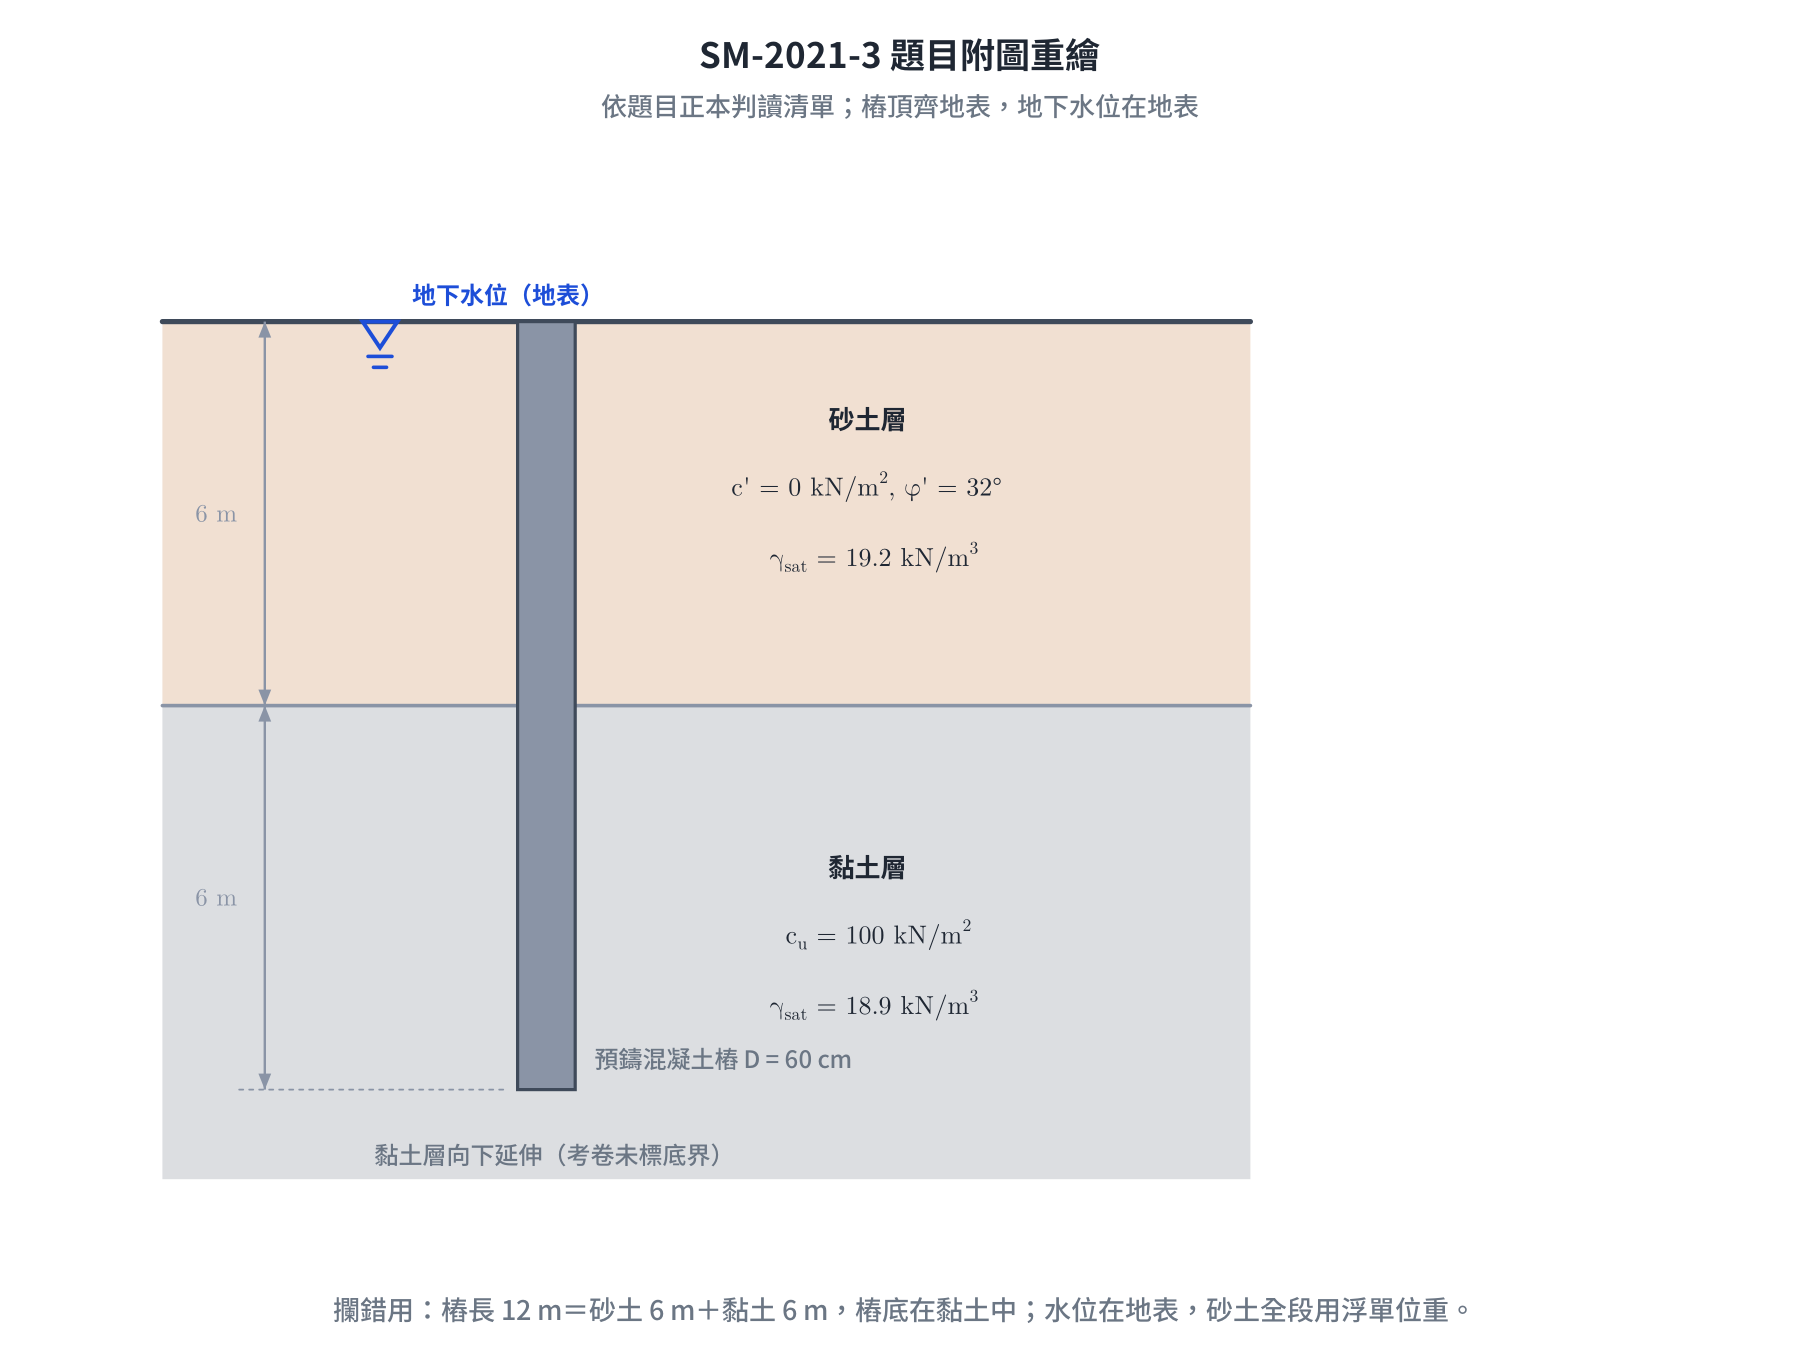 SM-2021-3 題目附圖重繪
依題目正本判讀清單；樁頂齊地表，地下水位在地表
地下水位（地表）
砂土層
c' = 0 kN/m², φ' = 32°
6 m
γsat = 19.2 kN/m³
黏土層
6 m
cu = 100 kN/m²
γsat = 18.9 kN/m³
預鑄混凝土樁 D = 60 cm
黏土層向下延伸（考卷未標底界）
攔錯用：樁長 12 m＝砂土 6 m＋黏土 6 m，樁底在黏土中；水位在地表，砂土全段用浮單位重。